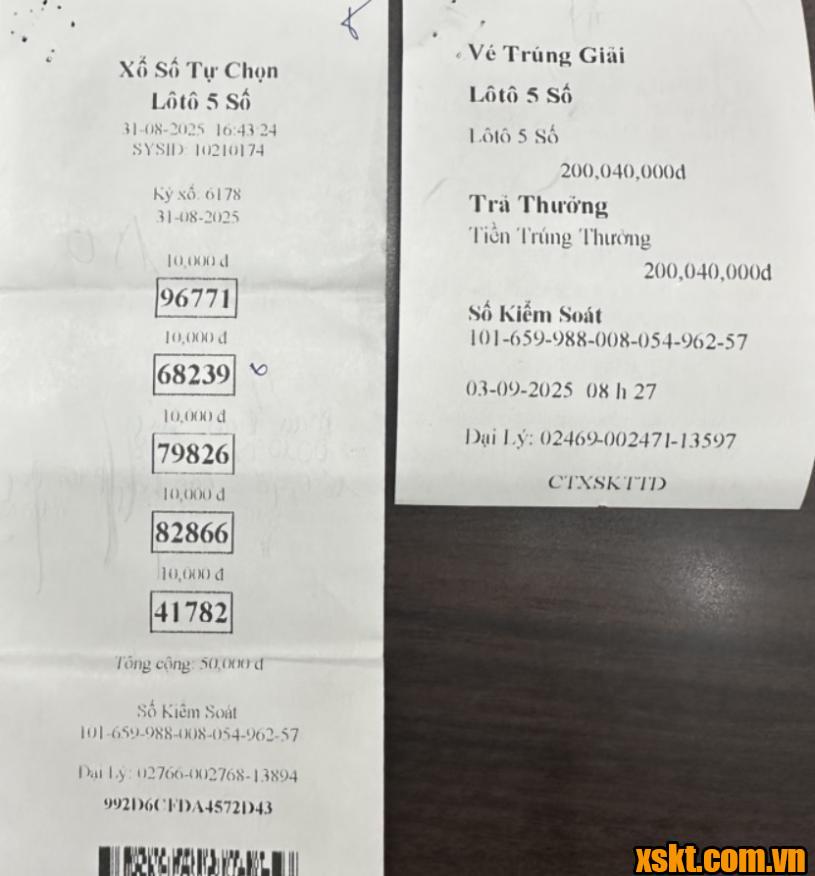 Xổ Số Tự Chọn
Lôtô 5 Số
31-08-2025 16:43:24
SYSID: 10210174
Kỳ xổ: 6178
31-08-2025
10,000 đ
96771
10,000 đ
68239
10,000 đ
79826
10,000 đ
82866
10,000 đ
41782
Tổng cộng: 50,000 đ
Số Kiểm Soát
101-659-988-008-054-962-57
Đại Lý: 02766-002768-13894
992D6CFDA4572D43
Vé Trúng Giải
Lôtô 5 Số
Lôtô 5 Số
200,040,000đ
Trả Thưởng
Tiền Trúng Thưởng
200,040,000đ
Số Kiểm Soát
101-659-988-008-054-962-57
03-09-2025 08 h 27
Đại Lý: 02469-002471-13597
CTXSKTTD
xskt.com.vn